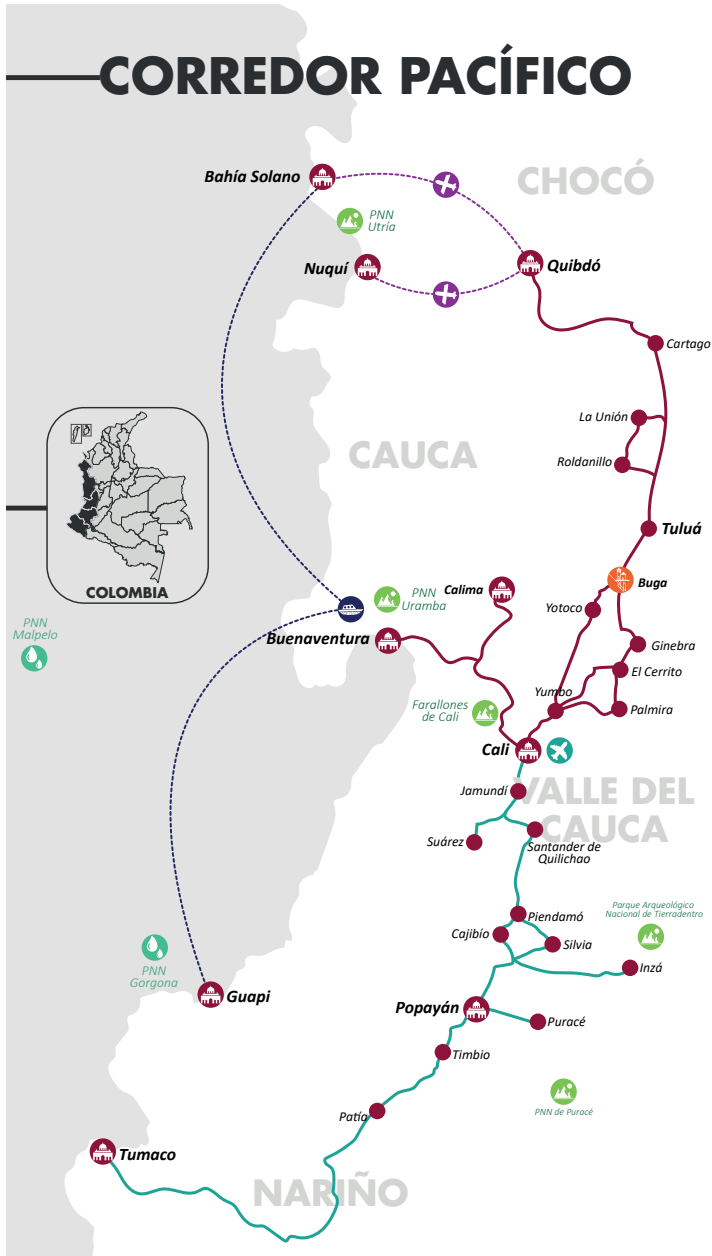 CORREDOR PACÍFICO
Bahía Solano
CHOCÓ
PNN
Utría
Nuquí
Quibdó
Cartago
La Unión
CAUCA
Roldanillo
Tuluá
COLOMBIA
Buga
PNN
Uramba
Calima
Yotoco
PNN
Malpelo
Buenaventura
Ginebra
El Cerrito
Yumbo
Farallones
de Cali
Palmira
Cali
Jamundí
VALLE DEL
CAUCA
Suárez
Santander de
Quilichao
Parque Arqueológico
Nacional de Tierradentro
Piendamó
Cajibío
Silvia
Inzá
PNN
Gorgona
Guapi
Popayán
Puracé
Timbio
Patía
PNN de Puracé
Tumaco
NARIÑO